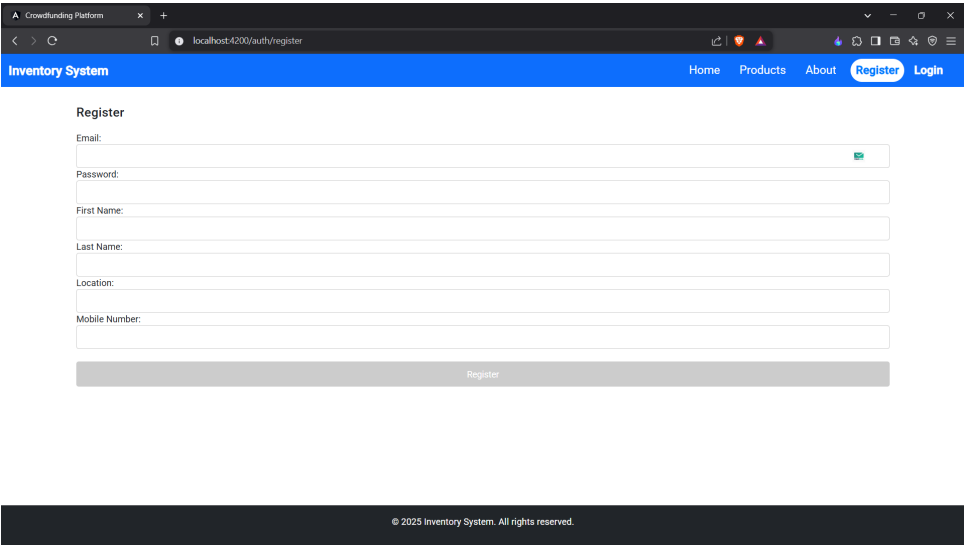 Crowdfunding Platform
localhost:4200/auth/register
Inventory System Home Products About Register Login
Register
Email:
Password:
First Name:
Last Name:
Location:
Mobile Number:
Register
© 2025 Inventory System. All rights reserved.